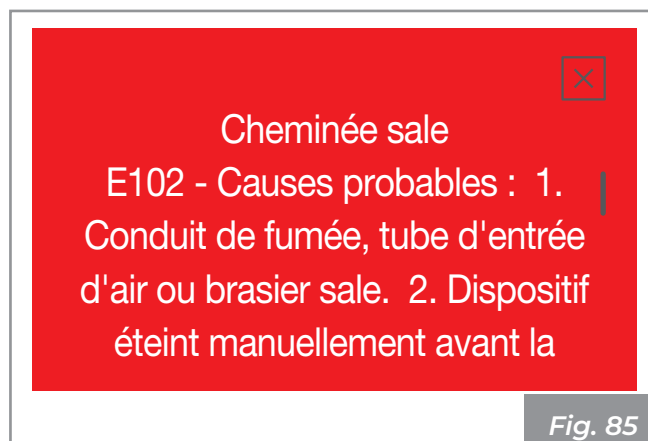 Cheminée sale
E102 - Causes probables : 1.
Conduit de fumée, tube d'entrée
d'air ou brasier sale. 2. Dispositif
éteint manuellement avant la
Fig. 85